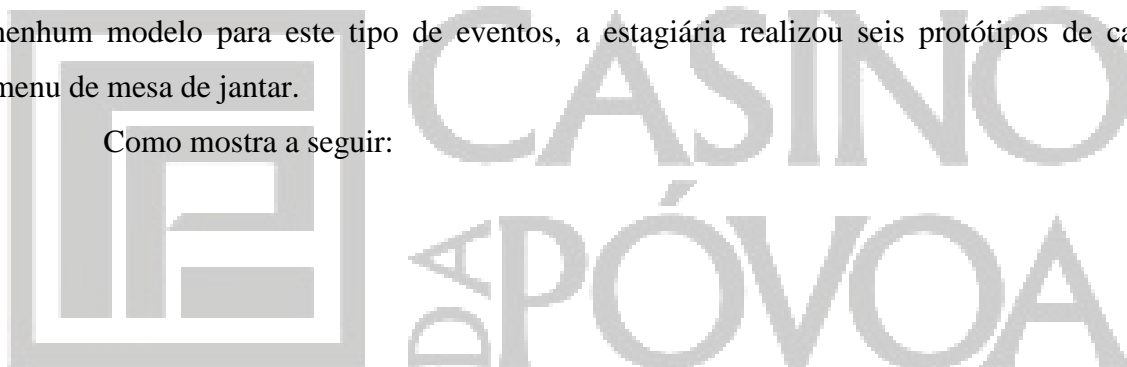 nenhum modelo para este tipo de eventos, a estagiária realizou seis protótipos de
menu de mesa de jantar.
Como mostra a seguir:
CASINO
DA PÓVOA